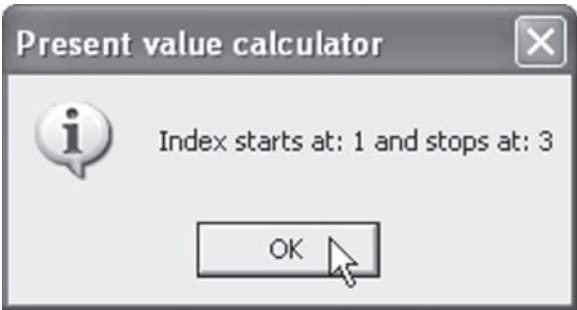 Present value calculator
Index starts at: 1 and stops at: 3
OK